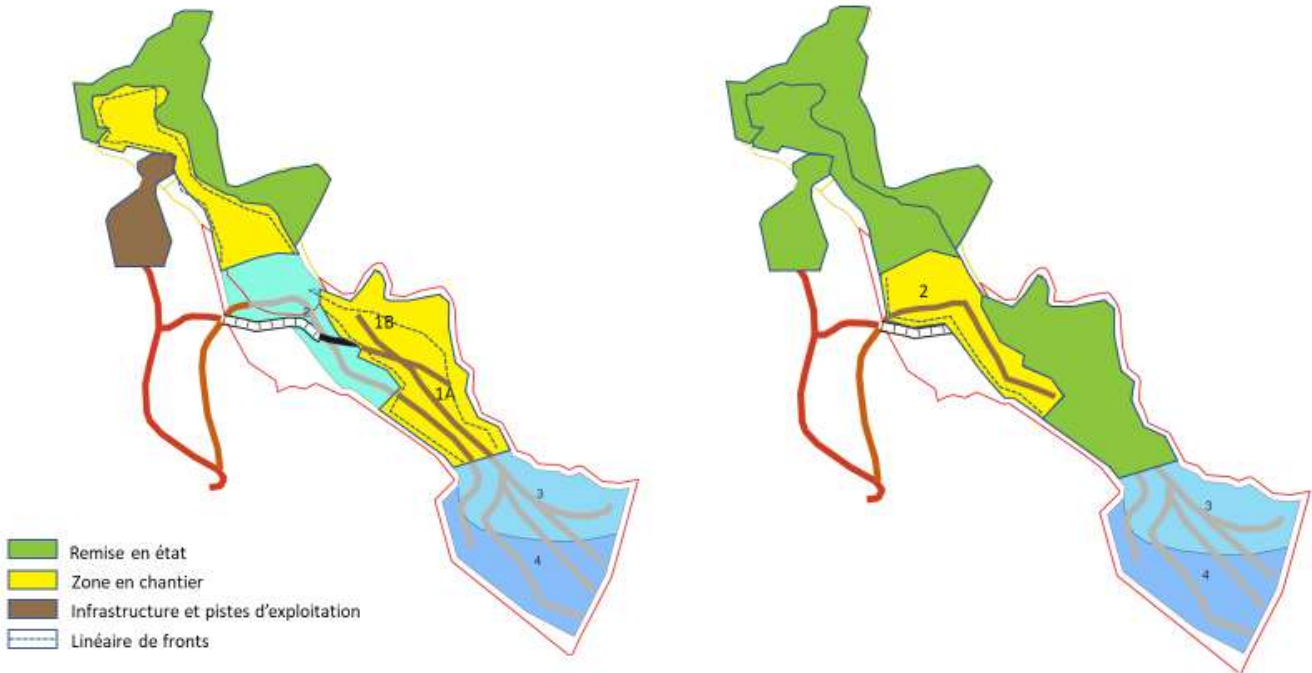 2
1B
1A
3
4
Remise en état
Zone en chantier
Infrastructure et pistes d'exploitation
Linéaire de fronts
2
3
4